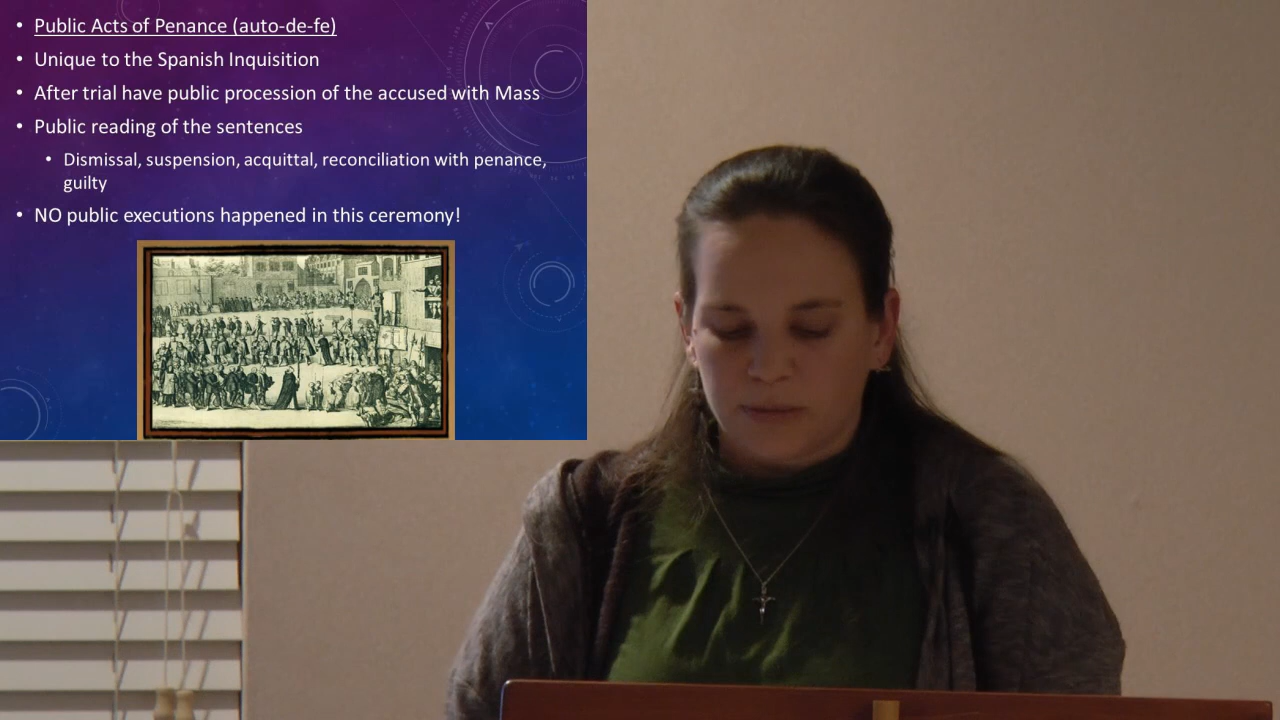 • Public Acts of Penance (auto-de-fe)
• Unique to the Spanish Inquisition
• After trial have public procession of the accused with Mass
• Public reading of the sentences
• Dismissal, suspension, acquittal, reconciliation with penance,
guilty
• NO public executions happened in this ceremony!